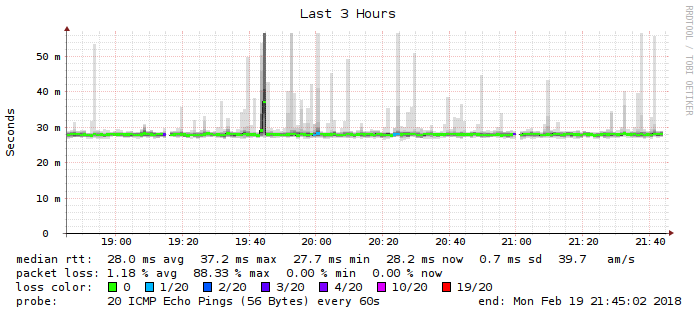 Last 3 Hours
RRDTOOL / TOBI OETIKER
Seconds
50 m
40 m
30 m
20 m
10 m
0
19:00 19:20 19:40 20:00 20:20 20:40 21:00 21:20 21:40
median rtt: 28.0 ms avg 37.2 ms max 27.7 ms min 28.2 ms now 0.7 ms sd 39.7 am/s
packet loss: 1.18 % avg 88.33 % max 0.00 % min 0.00 % now
loss color: 0 1/20 2/20 3/20 4/20 10/20 19/20
probe: 20 ICMP Echo Pings (56 Bytes) every 60s end: Mon Feb 19 21:45:02 2018